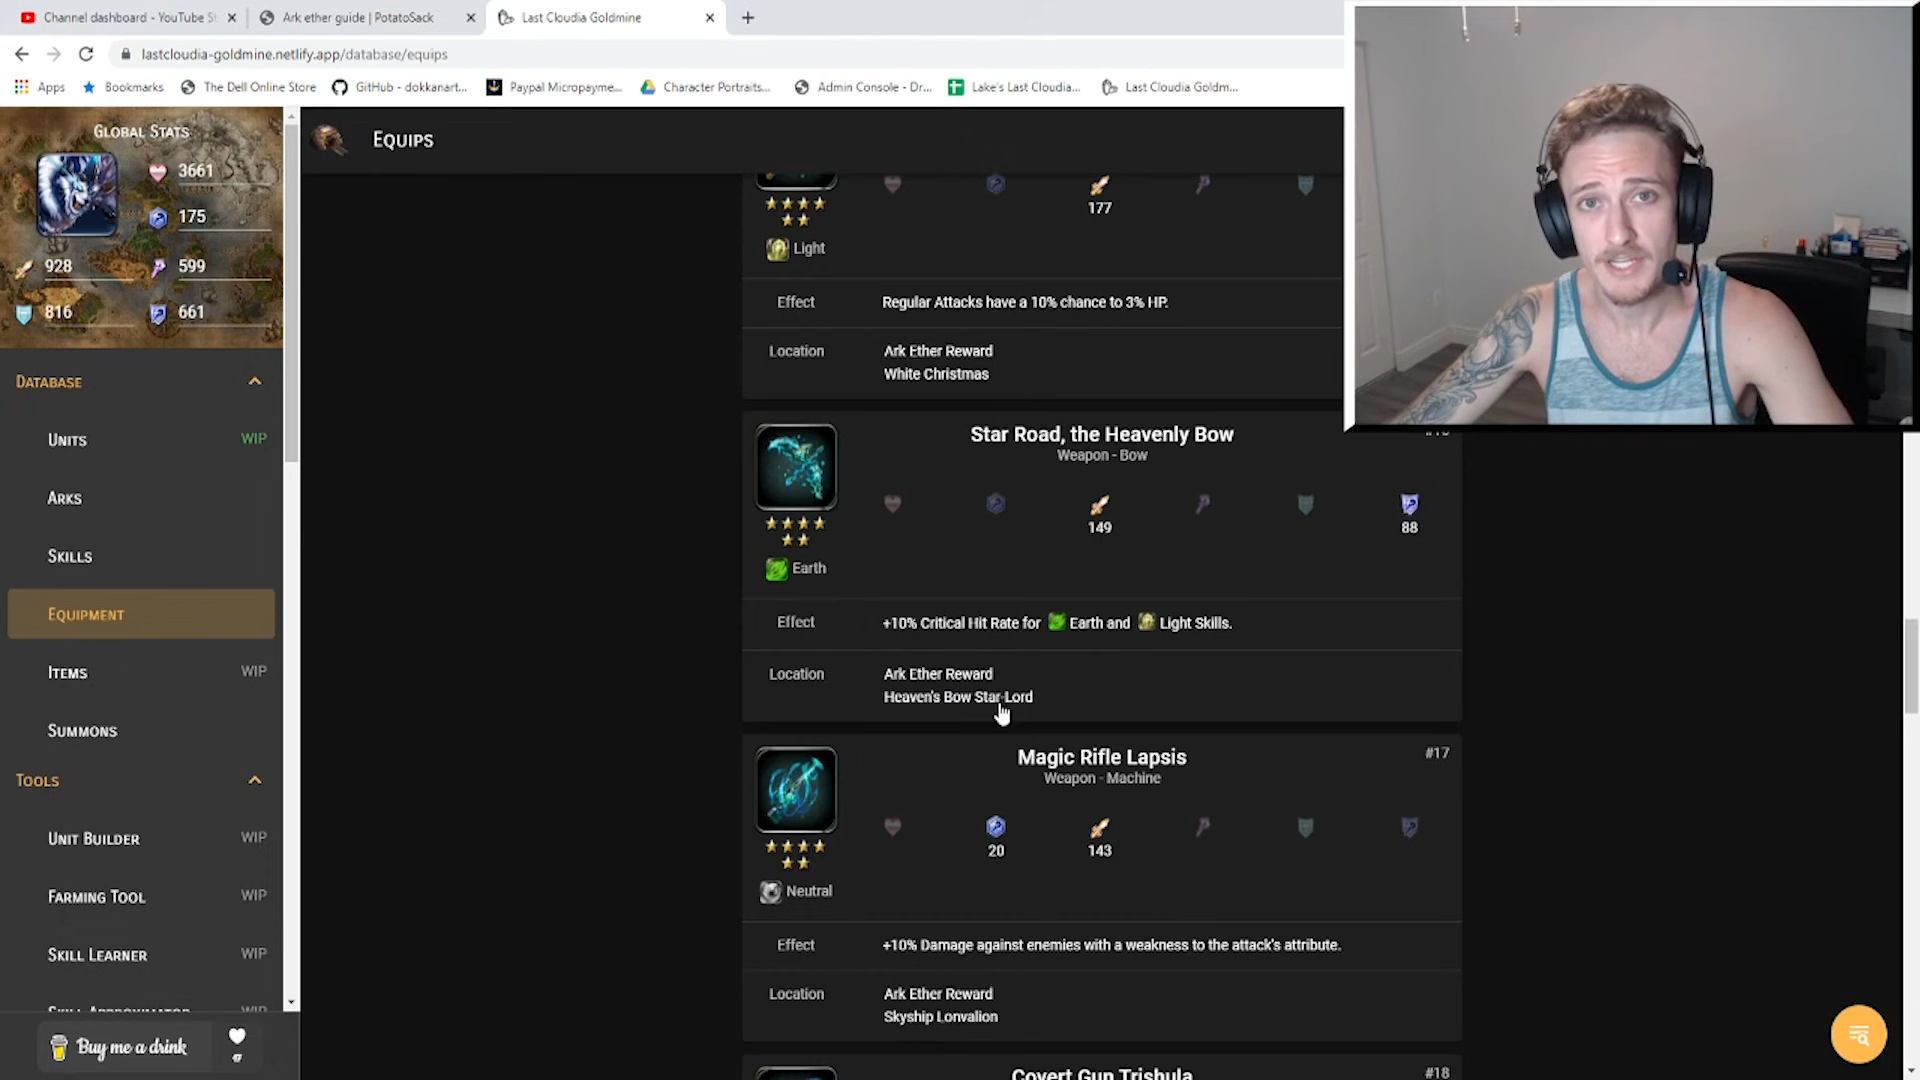 Channel dashboard - YouTube St
Ark ether guide | PotatoSack
Last Cloudia Goldmine
lastcloudia-goldmine.netlify.app/database/equips
Apps
Bookmarks
The Dell Online Store
GitHub - dokkanart...
Paypal Micropayme...
Character Portraits...
Admin Console - Dr...
Lake's Last Cloudia...
Last Cloudia Goldm...
Global Stats
3661
175
928
599
816
661
Database
Units WIP
Arks
Skills
Equipment
Items WIP
Summons
Tools
Unit Builder WIP
Farming Tool WIP
Skill Learner WIP
Skill Approximator WIP
Buy me a drink
Equips
177
Light
Effect Regular Attacks have a 10% chance to 3% HP.
Location Ark Ether Reward
White Christmas
Star Road, the Heavenly Bow
Weapon - Bow
149 88
Earth
Effect +10% Critical Hit Rate for Earth and Light Skills.
Location Ark Ether Reward
Heaven's Bow Star-Lord
Magic Rifle Lapsis #17
Weapon - Machine
20 143
Neutral
Effect +10% Damage against enemies with a weakness to the attack's attribute.
Location Ark Ether Reward
Skyship Lonvalion
Covert Gun Trishula #18